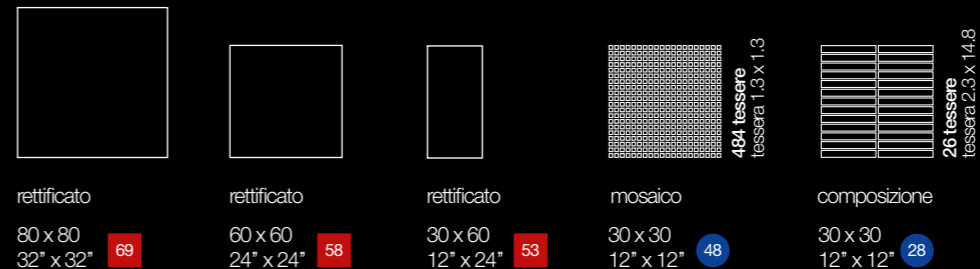 rettificato
80 x 80
32” x 32”
69
rettificato
60 x 60
24” x 24”
58
rettificato
30 x 60
12” x 24”
53
484 tessere
tessera 1.3 x 1.3
mosaico
30 x 30
12” x 12”
48
26 tessere
tessera 2.3 x 14.8
composizione
30 x 30
12” x 12”
28